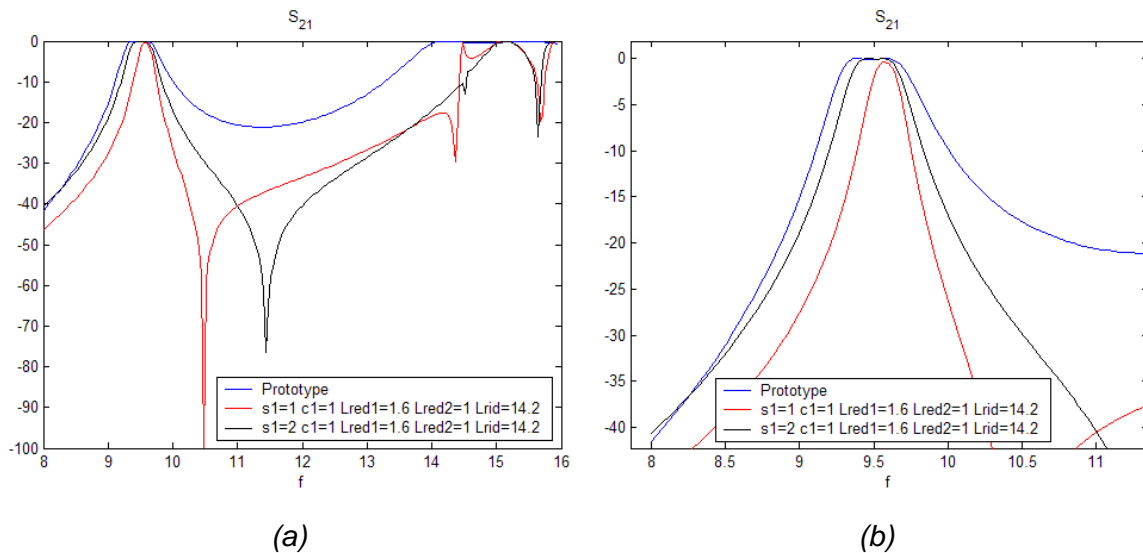 S21
0
-10
-20
-30
-40
-50
-60
-70
-80
-90
-100
Prototype
s1=1 c1=1 Lred1=1.6 Lred2=1 Lrid=14.2
s1=2 c1=1 Lred1=1.6 Lred2=1 Lrid=14.2
8 9 10 11 12 13 14 15 16
f
(a)
S21
0
-5
-10
-15
-20
-25
-30
-35
-40
Prototype
s1=1 c1=1 Lred1=1.6 Lred2=1 Lrid=14.2
s1=2 c1=1 Lred1=1.6 Lred2=1 Lrid=14.2
8 8.5 9 9.5 10 10.5 11
f
(b)